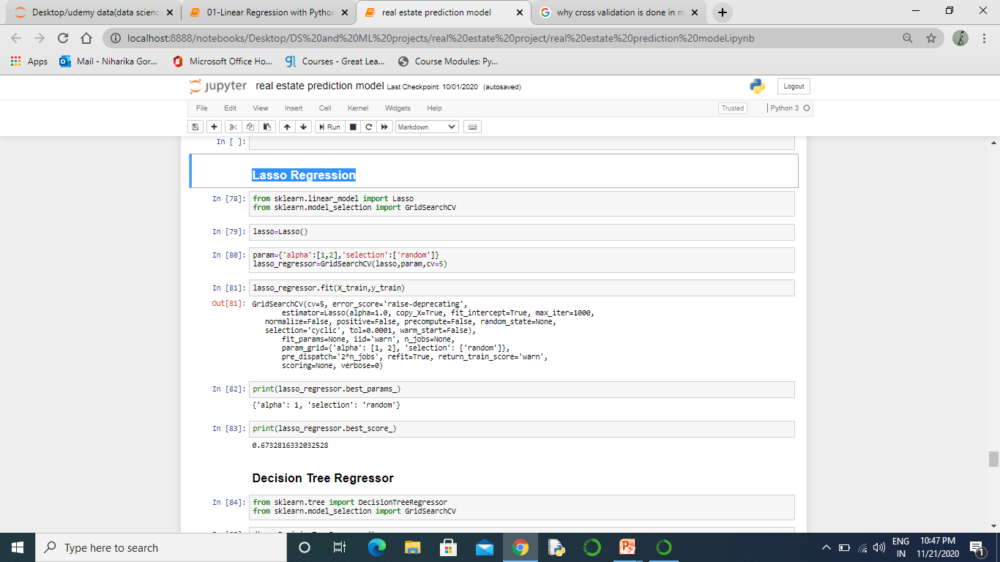 Desktop/udemy data(data scienc
01-Linear Regression with Python
real estate prediction model
why cross validation is done in m
localhost:8888/notebooks/Desktop/DS%20and%20ML%20projects/real%20estate%20project/real%20estate%20prediction%20model.ipynb
Apps
Mail - Niharika Gor...
Microsoft Office Ho...
Courses - Great Lea...
Course Modules: Py...
jupyter real estate prediction model Last Checkpoint: 10/01/2020 (autosaved)
Logout
File Edit View Insert Cell Kernel Widgets Help
Trusted
Python 3
Run
Markdown
In [ ]:
Lasso Regression
In [78]: from sklearn.linear_model import Lasso
from sklearn.model_selection import GridSearchCV
In [79]: lasso=Lasso()
In [80]: param={'alpha':[1,2],'selection':['random']}
lasso_regressor=GridSearchCV(lasso,param,cv=5)
In [81]: lasso_regressor.fit(X_train,y_train)
Out[81]: GridSearchCV(cv=5, error_score='raise-deprecating',
estimator=Lasso(alpha=1.0, copy_X=True, fit_intercept=True, max_iter=1000,
normalize=False, positive=False, precompute=False, random_state=None,
selection='cyclic', tol=0.0001, warm_start=False),
fit_params=None, iid='warn', n_jobs=None,
param_grid={'alpha': [1, 2], 'selection': ['random']},
pre_dispatch='2*n_jobs', refit=True, return_train_score='warn',
scoring=None, verbose=0)
In [82]: print(lasso_regressor.best_params_)
{'alpha': 1, 'selection': 'random'}
In [83]: print(lasso_regressor.best_score_)
0.6732816332032528
Decision Tree Regressor
In [84]: from sklearn.tree import DecisionTreeRegressor
from sklearn.model_selection import GridSearchCV
Type here to search
ENG
IN
10:47 PM
11/21/2020
1